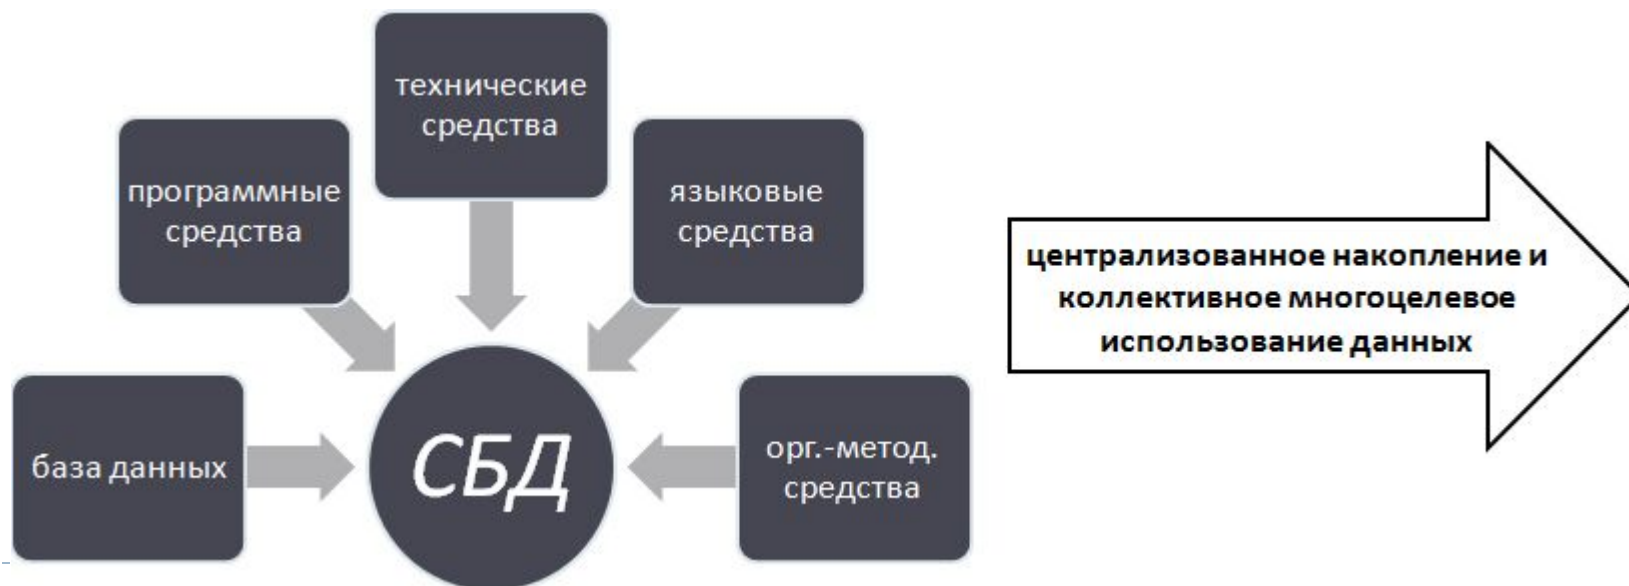 технические
средства
программные
средства
языковые
средства
база данных
СБД
орг.-метод.
средства
централизованное накопление и
коллективное многоцелевое
использование данных